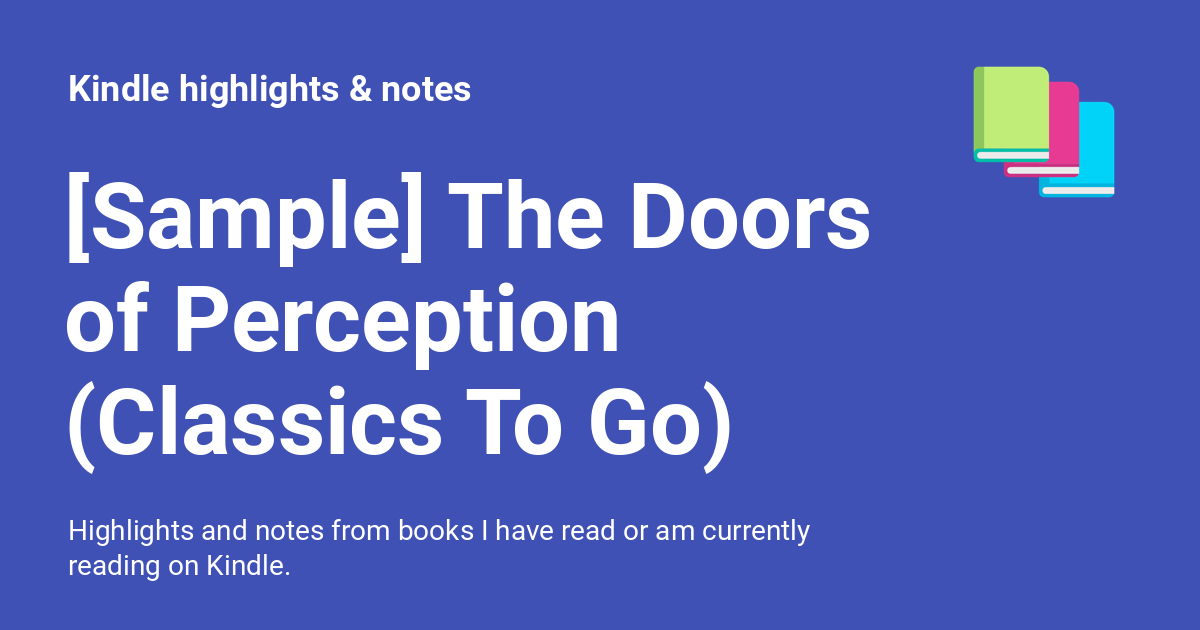 Kindle highlights & notes
[Sample] The Doors
of Perception
(Classics To Go)
Highlights and notes from books I have read or am currently
reading on Kindle.